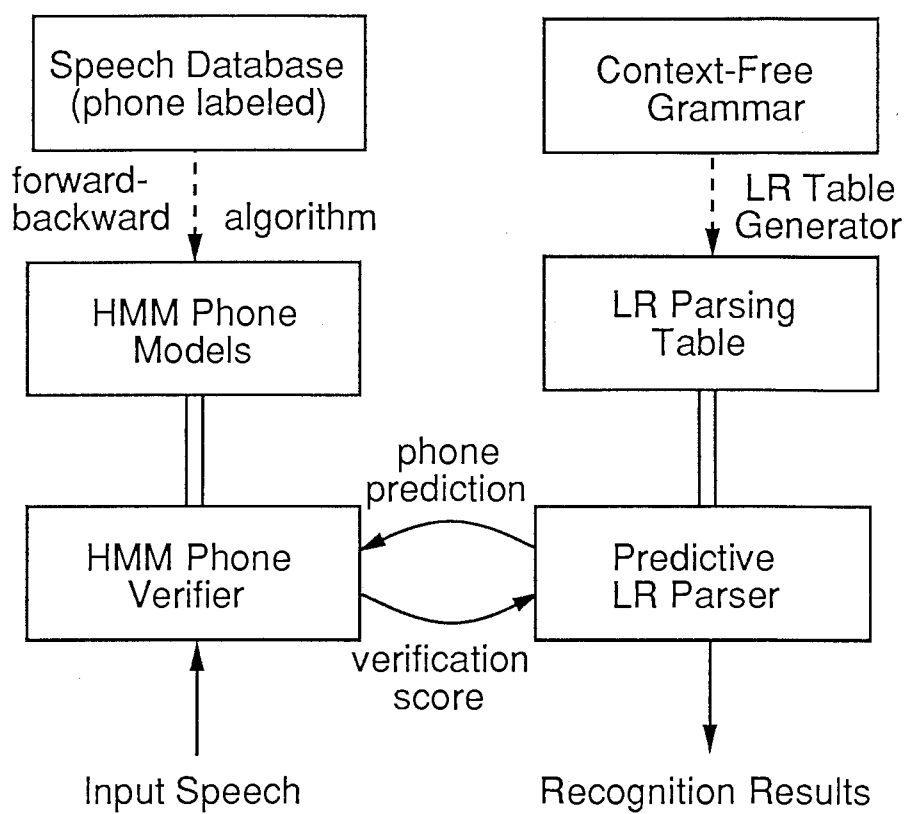 Speech Database
(phone labeled)
Context-Free
Grammar
forward-
backward
algorithm
LR Table
Generator
HMM Phone
Models
LR Parsing
Table
phone
prediction
HMM Phone
Verifier
Predictive
LR Parser
verification
score
Input Speech
Recognition Results